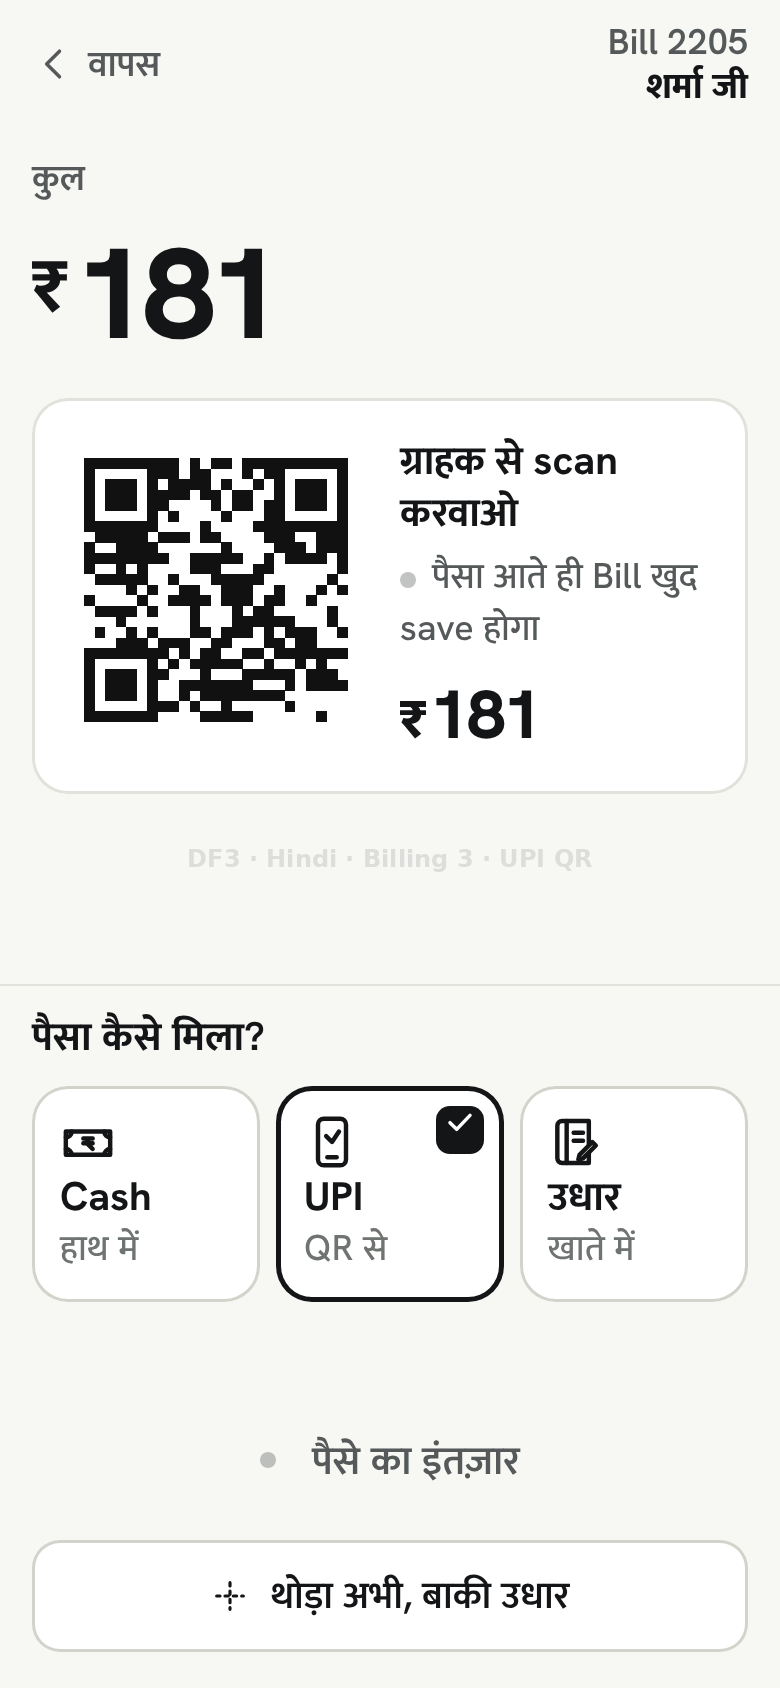 वापस
Bill 2205
शर्मा जी
कुल
₹181
ग्राहक से scan
करवाओ
पैसा आते ही Bill खुद
save होगा
₹181
DF3 · Hindi · Billing 3 · UPI QR
पैसा कैसे मिला?
Cash
हाथ में
UPI
QR से
उधार
खाते में
पैसे का इंतज़ार
थोड़ा अभी, बाकी उधार